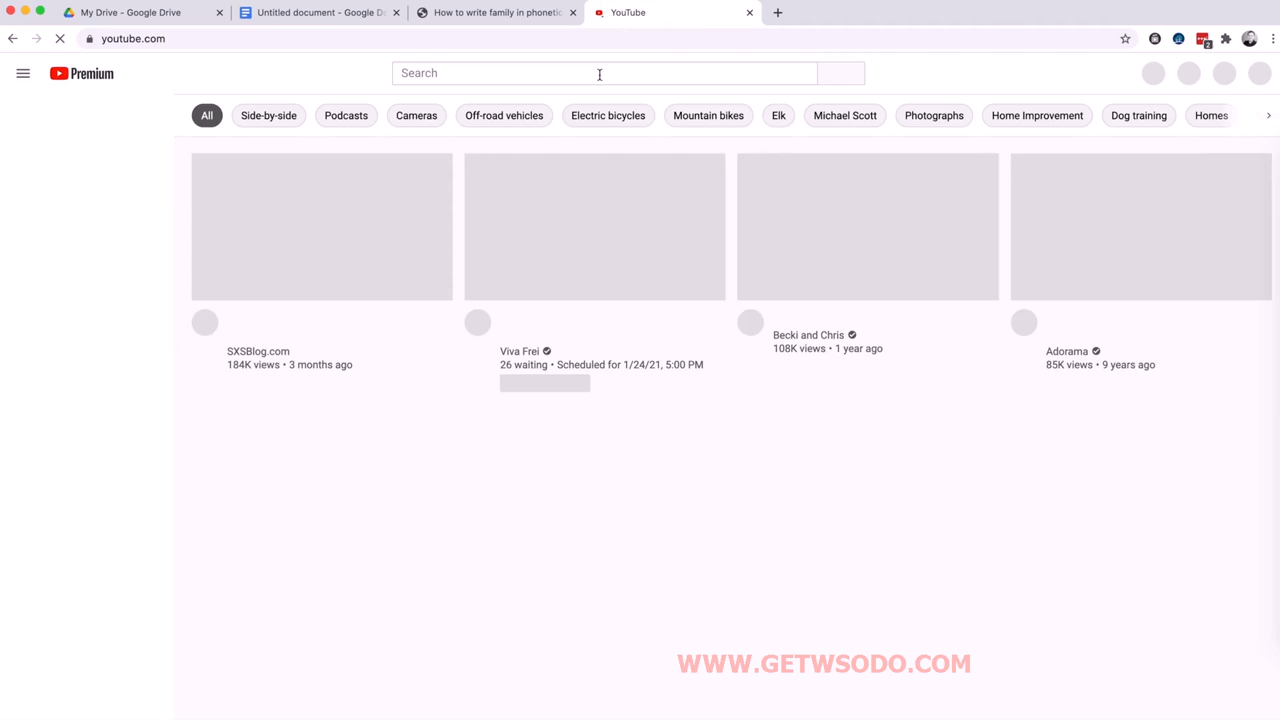 My Drive - Google Drive
Untitled document - Google Do
How to write family in phonetic
YouTube
youtube.com
2
Premium
Search
All
Side-by-side
Podcasts
Cameras
Off-road vehicles
Electric bicycles
Mountain bikes
Elk
Michael Scott
Photographs
Home Improvement
Dog training
Homes
SXSBlog.com
184K views • 3 months ago
Viva Frei
26 waiting • Scheduled for 1/24/21, 5:00 PM
Becki and Chris
108K views • 1 year ago
Adorama
85K views • 9 years ago
WWW.GETWSODO.COM